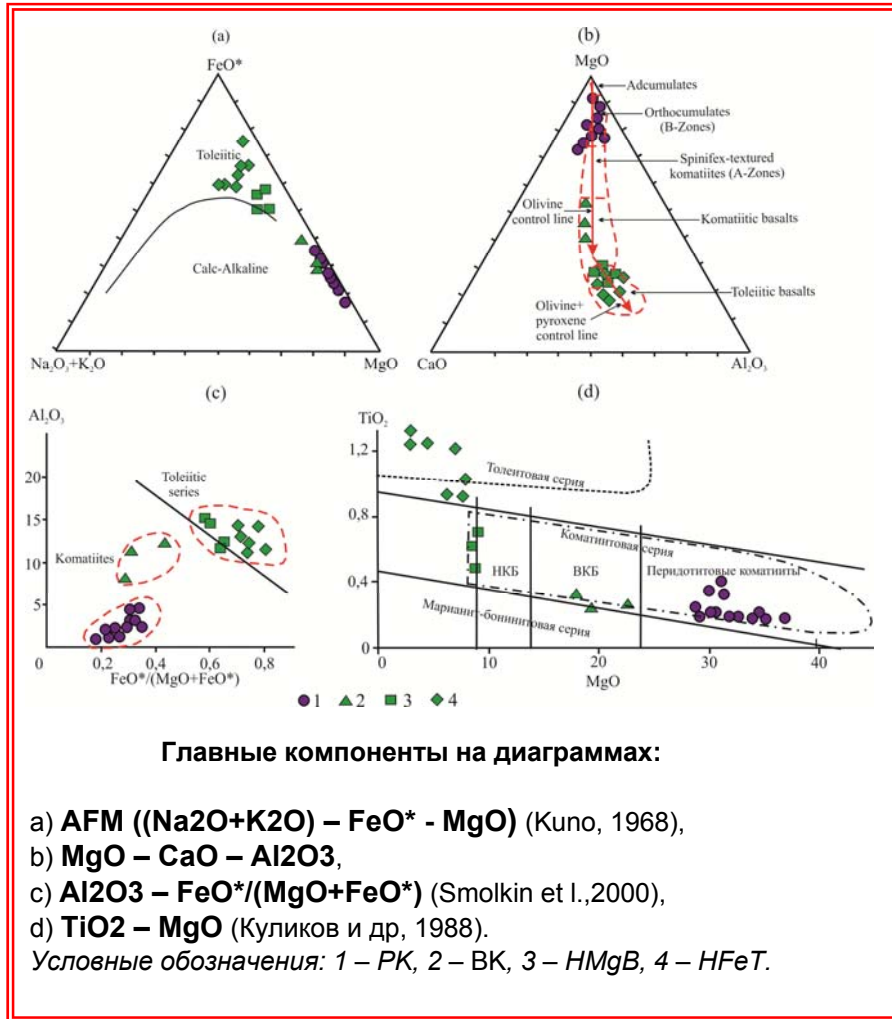 (a)
FeO*
Toleiitic
Calc-Alkaline
Na₂O₃+K₂O
MgO
(b)
MgO
Adcumulates
Orthocumulates
(B-Zones)
Spinifex-textured
komatiites (A-Zones)
Olivine
control line
Komatiitic basalts
Toleiitic basalts
Olivine+
pyroxene
control line
CaO
Al₂O₃
(c)
Al₂O₃
20
15
10
5
0
Toleiitic
series
Komatiites
0,2
0,4
0,6
0,8
FeO*/(MgO+FeO*)
(d)
TiO₂
1,2
0,8
0,4
0
Толеитовая серия
Коматиитовая серия
НКБ
ВКБ
Перидотитовые коматииты
Марианит-бонинитовая серия
10
20
30
40
MgO
1 2 3 4
Главные компоненты на диаграммах:
a) AFM ((Na2O+K2O) – FeO* - MgO) (Kuno, 1968),
b) MgO – CaO – Al2O3,
c) Al2O3 – FeO*/(MgO+FeO*) (Smolkin et l.,2000),
d) TiO2 – MgO (Куликов и др, 1988).
Условные обозначения: 1 – PK, 2 – ВК, 3 – HMgB, 4 – HFeT.